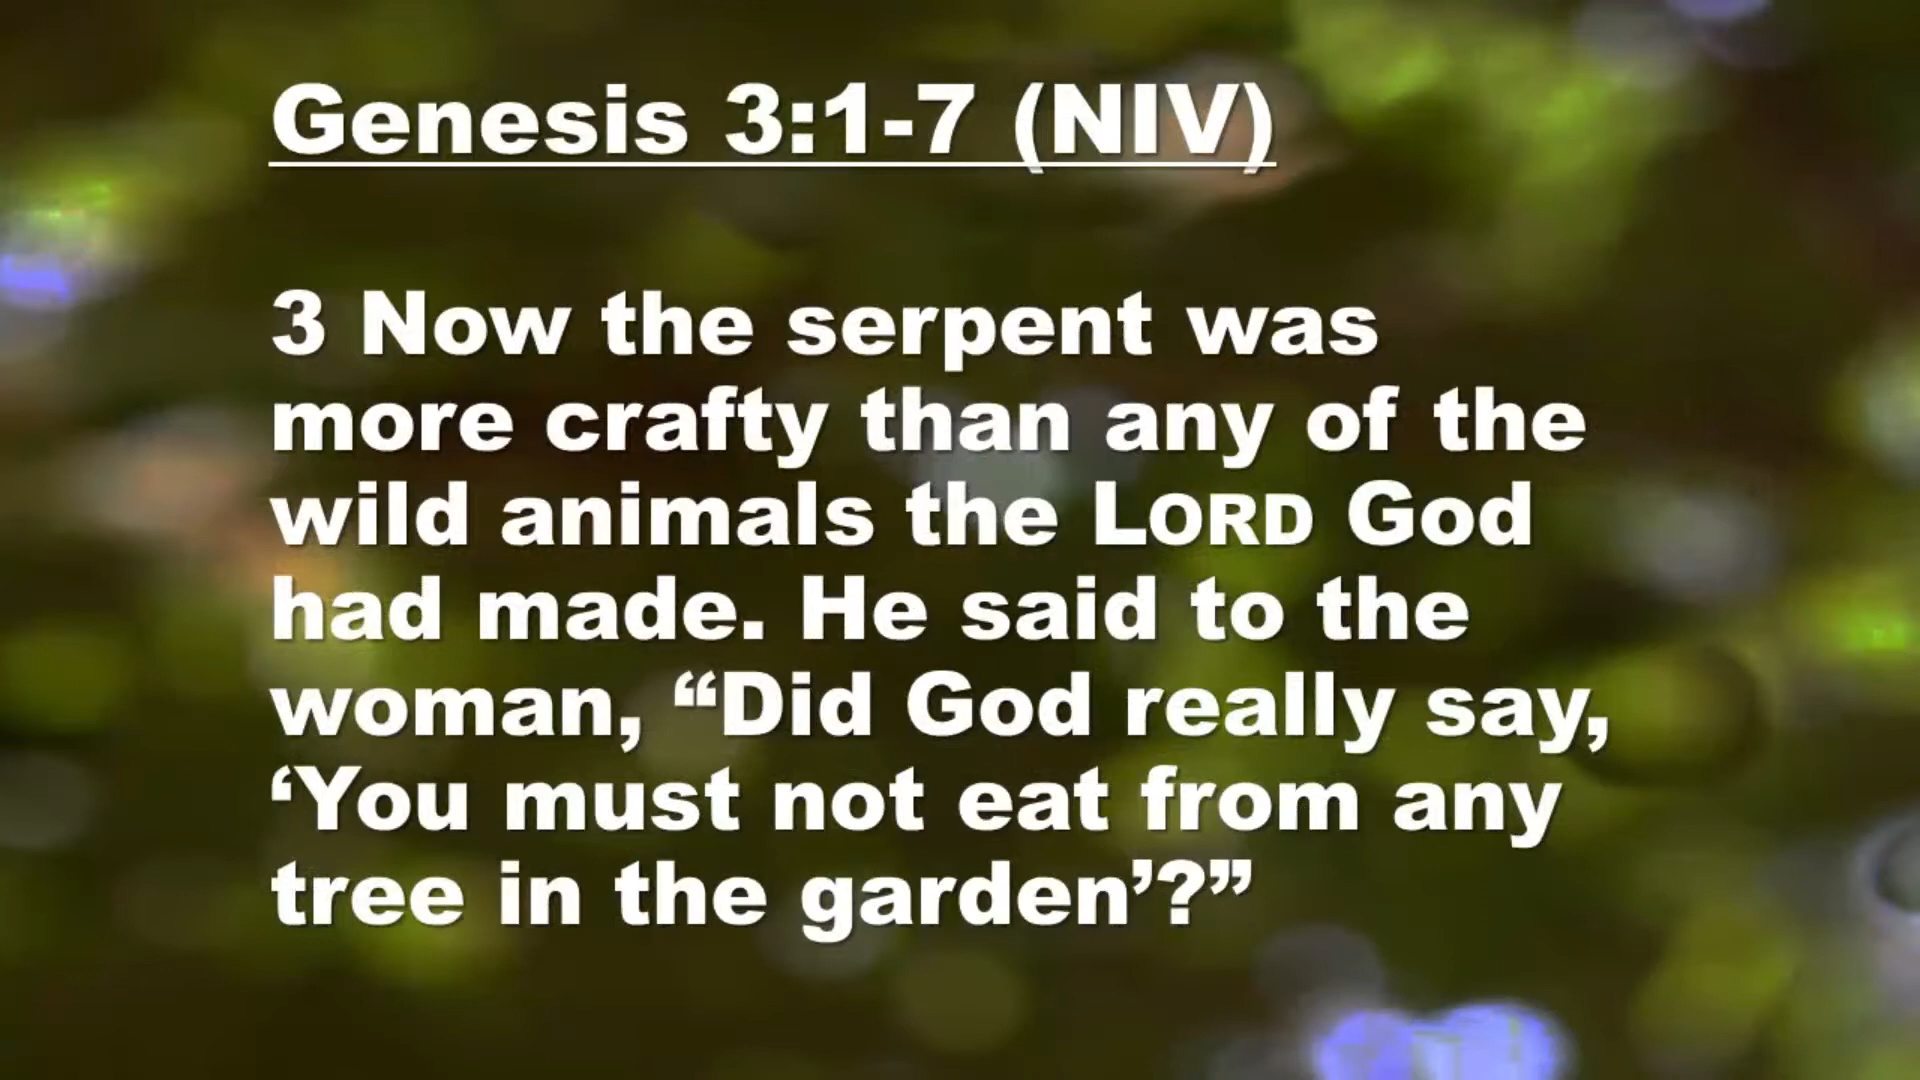 Genesis 3:1-7 (NIV)
3 Now the serpent was
more crafty than any of the
wild animals the LORD God
had made. He said to the
woman, “Did God really say,
‘You must not eat from any
tree in the garden’?”